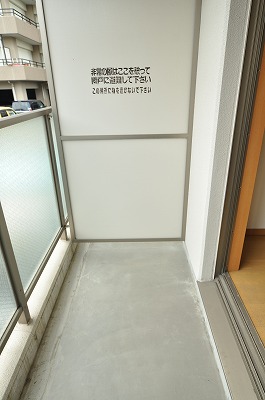 非常の際はここを破って
隣戸に避難して下さい
この附近に物を置かないで下さい